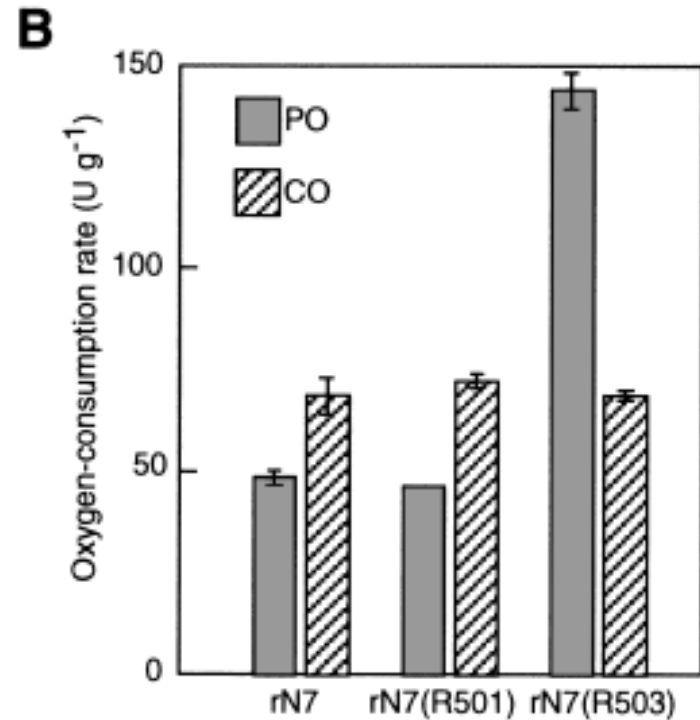 B
Oxygen-consumption rate (U g⁻¹)
150
100
50
0
PO
CO
rN7 rN7(R501) rN7(R503)